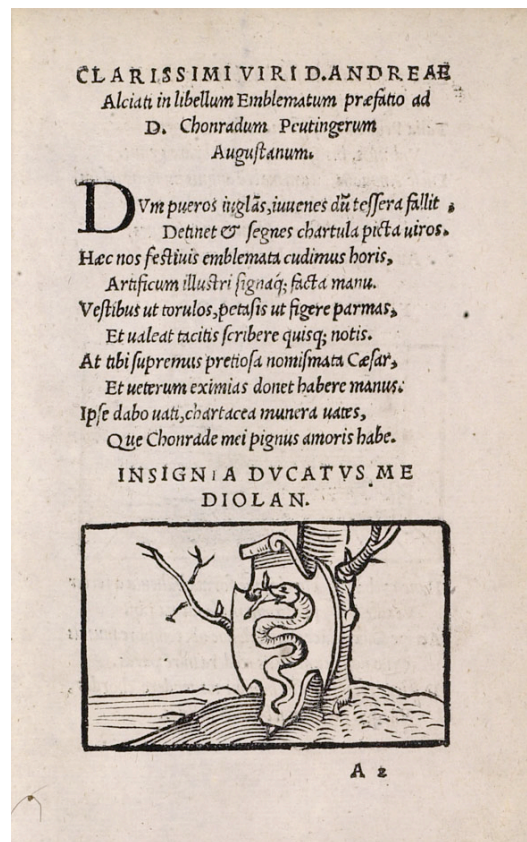 CLARISSIMI VIRI D. ANDREAE
Alciati in libellum Emblematum præfatio ad
D. Chonradum Peutingerum
Augustanum.
DVm pueros iuglãs, iuuenes dũ tessera fallit,
Detinet & segnes chartula picta uiros.
Hæc nos festiuis emblemata cudimus horis,
Artificum illustri signaq; facta manu.
Vestibus ut torulos, petasis ut figere parmas,
Et ualeat tacitis scribere quisq; notis.
At tibi supremus pretiosa nomismata Cæsar,
Et ueterum eximias donet habere manus.
Ipse dabo uati, chartacea munera uates,
Que Chonrade mei pignus amoris habe.
INSIGNIA DVCATVS ME
DIOLAN.
A 2